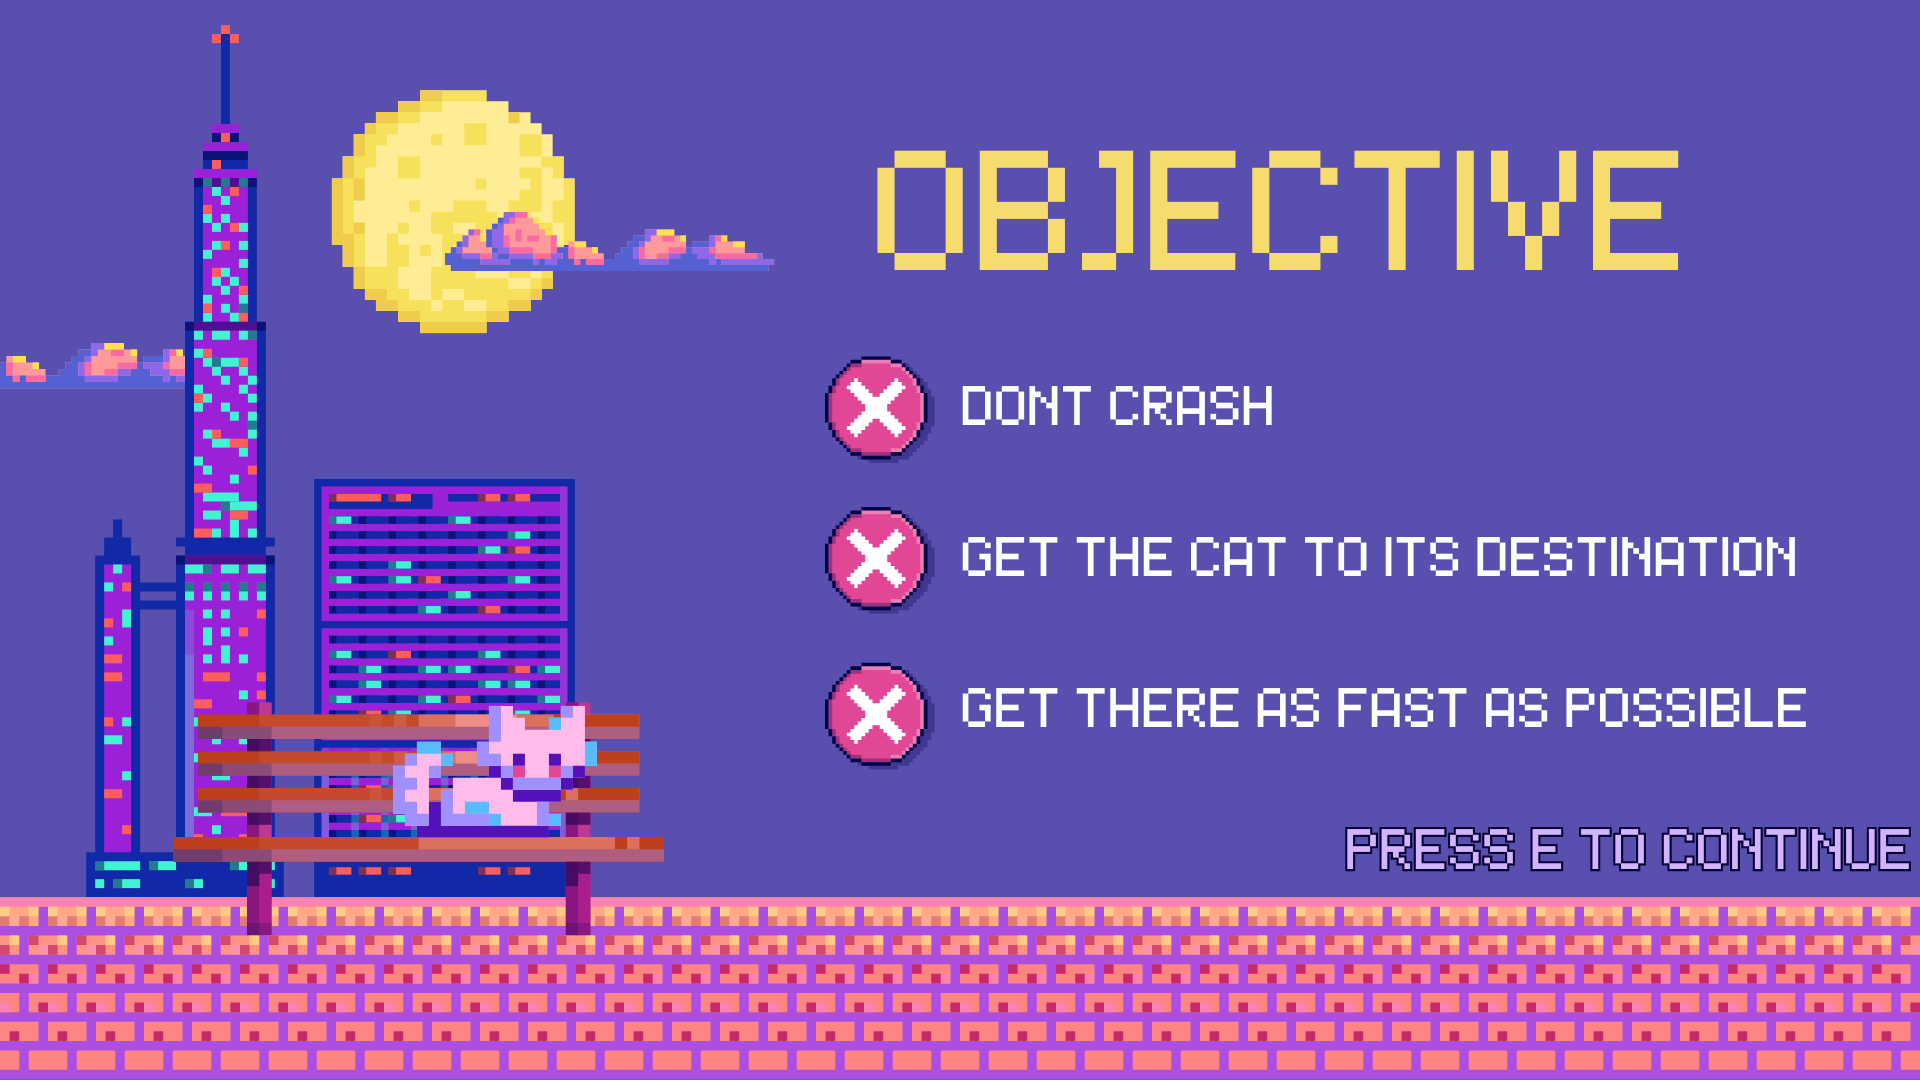 OBJECTIVE
DONT CRASH
GET THE CAT TO ITS DESTINATION
GET THERE AS FAST AS POSSIBLE
PRESS E TO CONTINUE